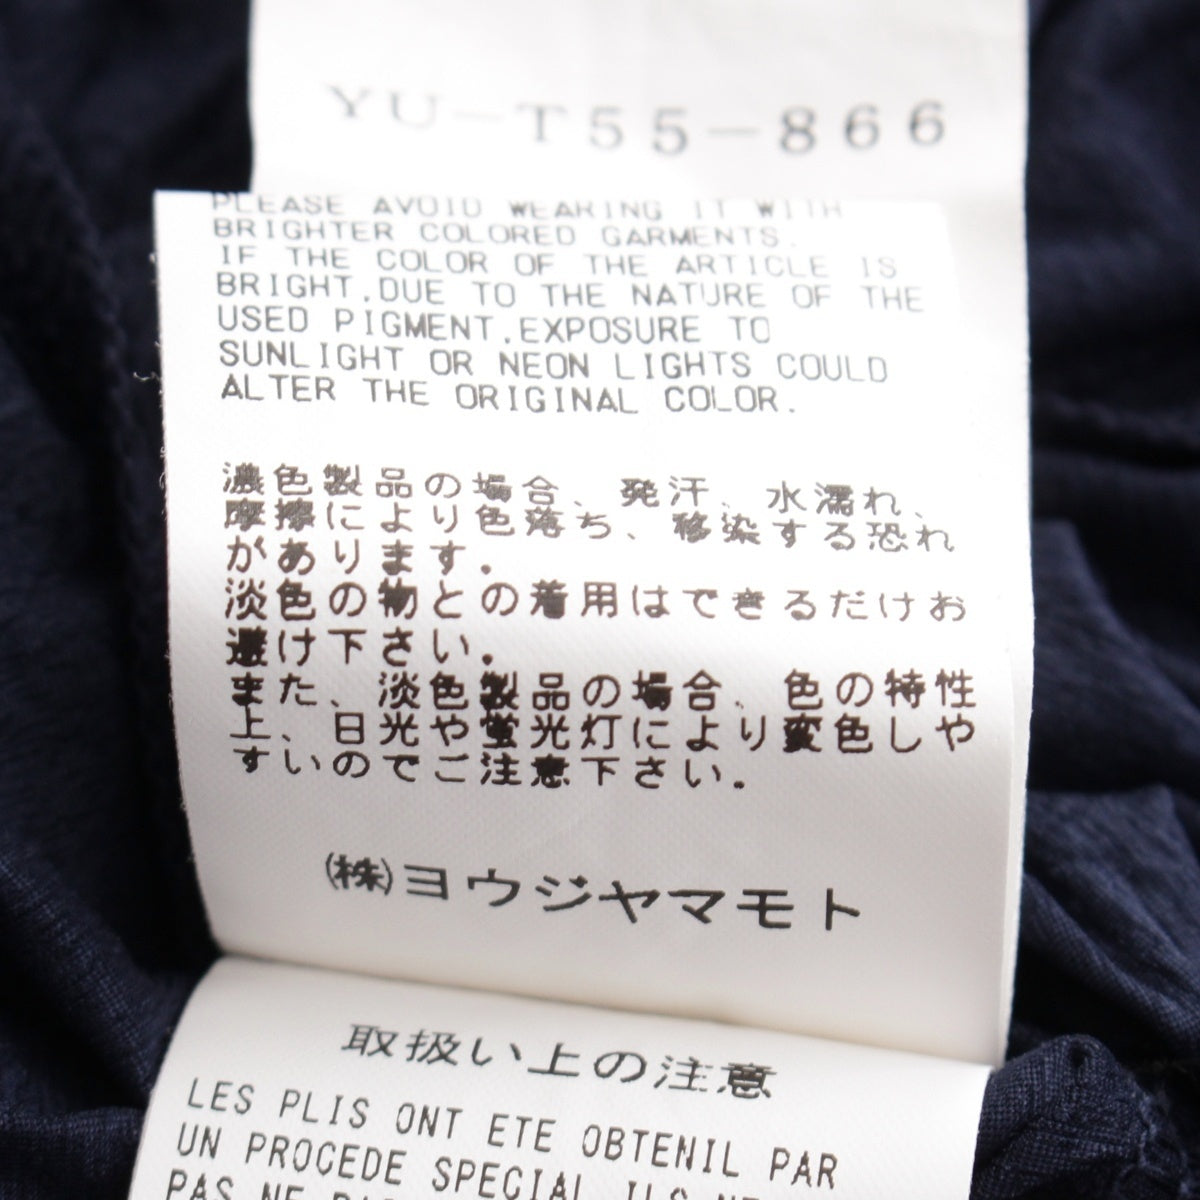 YU-T55-866
PLEASE AVOID WEARING IT WITH
BRIGHTER COLORED GARMENTS.
IF THE COLOR OF THE ARTICLE IS
BRIGHT,DUE TO THE NATURE OF THE
USED PIGMENT,EXPOSURE TO
SUNLIGHT OR NEON LIGHTS COULD
ALTER THE ORIGINAL COLOR.
濃色製品の場合、発汗、水濡れ、
摩擦により色落ち、移染する恐れ
があります.
淡色の物との着用はできるだけお
避け下さい.
また、淡色製品の場合、色の特性
上、日光や蛍光灯により変色しや
すいのでご注意下さい.
(株)ヨウジヤマモト
取扱い上の注意
LES PLIS ONT ETE OBTENIL PAR
UN PROCEDE SPECIAL ILS NE
PAS NE